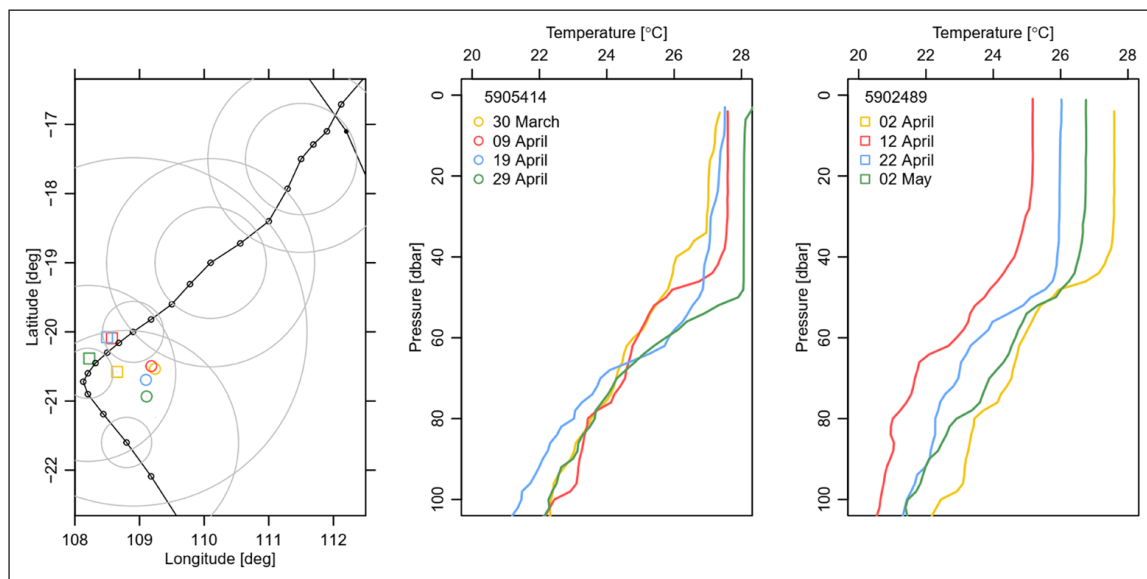 -17
-18
-19
-20
-21
-22
Latitude [deg]
108
109
110
111
112
Longitude [deg]
Temperature [°C]
20
22
24
26
28
0
20
40
60
80
100
Pressure [dbar]
5905414
30 March
09 April
19 April
29 April
Temperature [°C]
20
22
24
26
28
0
20
40
60
80
100
Pressure [dbar]
5902489
02 April
12 April
22 April
02 May